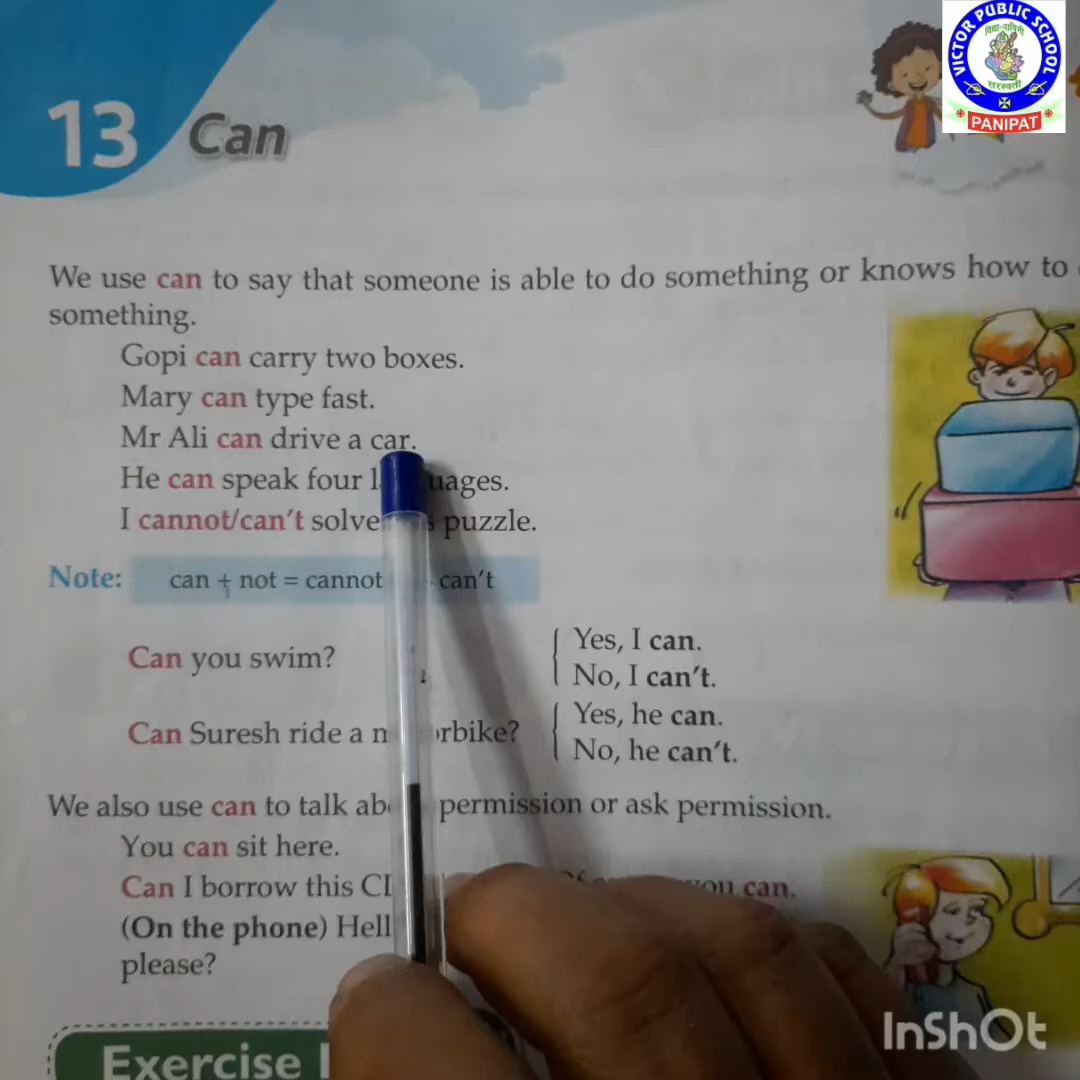 VICTOR PUBLIC SCHOOL
विद्या-दायिनी
सरस्वती
PANIPAT
13 Can
We use can to say that someone is able to do something or knows how to
something.
Gopi can carry two boxes.
Mary can type fast.
Mr Ali can drive a car.
He can speak four l uages.
I cannot/can't solve s puzzle.
Note: can + not = cannot can't
Can you swim? Yes, I can.
No, I can't.
Can Suresh ride a m rbike? Yes, he can.
No, he can't.
We also use can to talk ab permission or ask permission.
You can sit here.
Can I borrow this CD you can.
(On the phone) Hell
please?
Exercise
InShOt